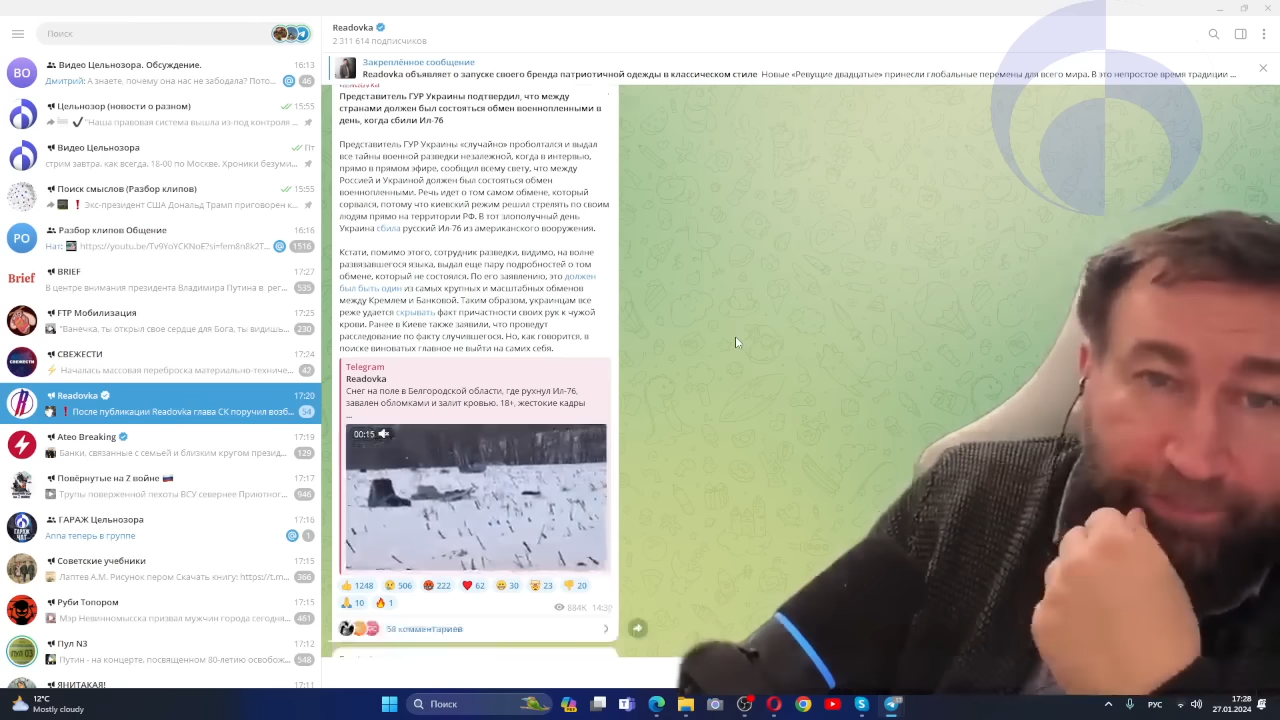 Поиск
ВО
Видео Цельнозора. Обсуждение.
16:13
Дмитрий: А знаете, почему она нас не забодала? Пото...
46
Цельнозор (новости о разном)
15:55
"Наша правовая система вышла из-под контроля ...
Видео Цельнозора
Пт
стрим завтра, как всегда, 18-00 по Москве. Хроники безуми...
Поиск смыслов (Разбор клипов)
15:55
Экс-президент США Дональд Трамп приговорен к...
РО
Разбор клипов Общение
16:16
1516
Brief
BRIEF
17:27
В центре внимания президента Владимира Путина в рег...
535
FTP Мобилизация
17:25
"Ванечка, ты открыл свое сердце для Бога, ты видишь...
230
СВЕЖЕСТИ
СВЕЖЕСТИ
17:24
Началась массовая переброска материально-техниче...
42
Readovka
17:20
После публикации Readovka глава СК поручил возб...
54
Ateo Breaking
17:19
Банки, связанные с семьей и близким кругом презид...
129
Повёрнутые на Z войне
17:17
Трупы поверженной пехоты ВСУ севернее Приютног...
946
ГАРАЖ Цельнозора
17:16
Anna теперь в группе
1
Советские учебники
17:15
Лаптев А.М. Рисунок пером Скачать книгу: https://t.m...
366
Руби Топором
17:15
Мэр Невинномысска призвал мужчин города сегодня...
461
Пул N3
17:12
Путин - на концерте, посвященном 80-летию освобож...
548
ЯНИТАКАЯ!
17:11
Readovka
2 311 614 подписчиков
Закреплённое сообщение
Readovka объявляет о запуске своего бренда патриотичной одежды в классическом стиле Новые «Ревущие двадцатые» принесли глобальные перемены для всего мира. В это непростое время традиции ...
Представитель ГУР Украины подтвердил, что между
странами должен был состояться обмен военнопленными в
день, когда сбили Ил-76
Представитель ГУР Украины «случайно» проболтался и выдал
все тайны военной разведки незалежной, когда в интервью,
прямо в прямом эфире, сообщил всему свету, что между
Россией и Украиной должен был состояться обмен
военнопленными. Речь идет о том самом обмене, который
сорвался, потому что киевский режим решил стрелять по своим
людям прямо на территории РФ. В тот злополучный день
Украина сбила русский Ил-76 из американского вооружения.
Кстати, помимо этого, сотрудник разведки, видимо, на волне
развязавшегося языка, выдал еще пару подробностей о том
обмене, который не состоялся. По его заявлению, это должен
был быть один из самых крупных и масштабных обменов
между Кремлем и Банковой. Таким образом, украинцам все
реже удается скрывать факт причастности своих рук к чужой
крови. Ранее в Киеве также заявили, что проведут
расследование по факту случившегося. Но, как говорится, в
поиске виноватых главное не выйти на самих себя.
Telegram
Readovka
Снег на поле в Белгородской области, где рухнул Ил-76,
завален обломками и залит кровью. 18+, жестокие кадры
...
00:15
1248 506 222 62 30 23 20
10 1
884K
комментариев
12°C
Mostly cloudy
Поиск
РУС
17:28
27.01.2024